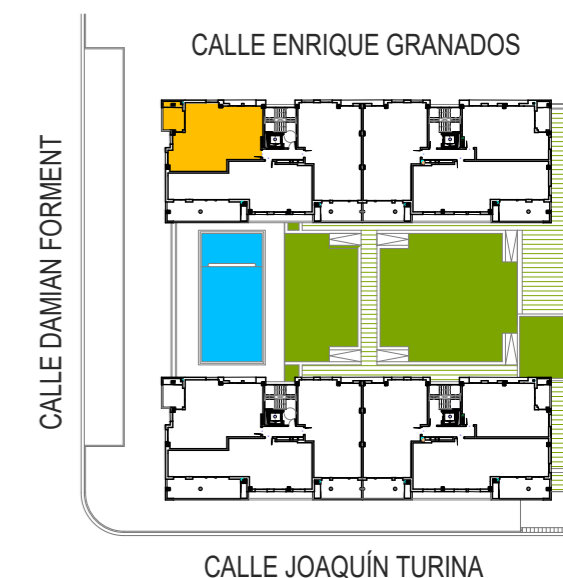 CALLE ENRIQUE GRANADOS
CALLE DAMIAN FORMENT
CALLE JOAQUÍN TURINA